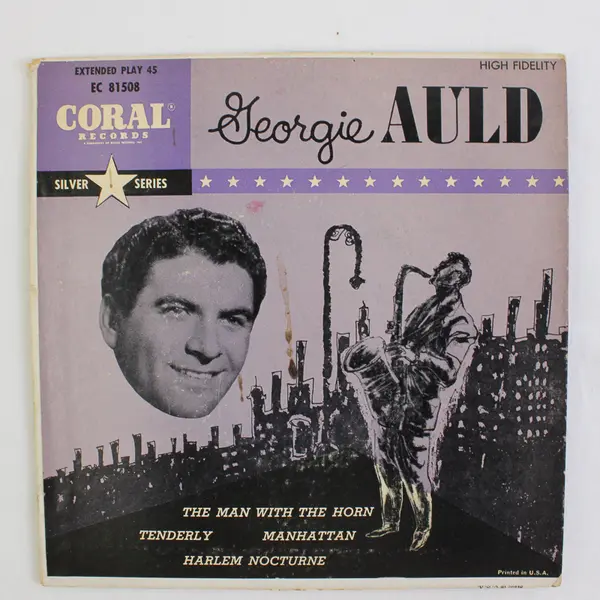 EXTENDED PLAY 45
EC 81508
CORAL®
RECORDS
SILVER SERIES
HIGH FIDELITY
Georgie AULD
THE MAN WITH THE HORN
TENDERLY MANHATTAN
HARLEM NOCTURNE
Printed in U.S.A.